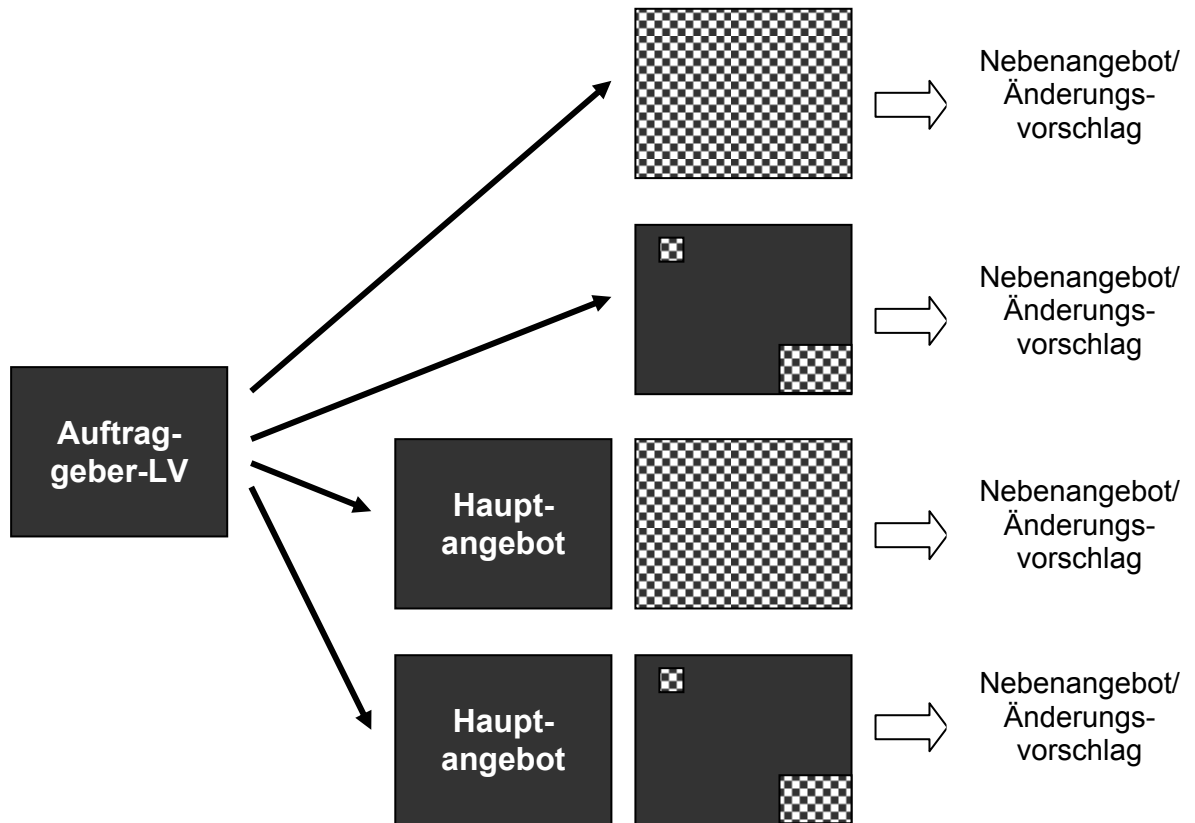 Nebenangebot/
Änderungs-
vorschlag
Nebenangebot/
Änderungs-
vorschlag
Auftrag-
geber-LV
Haupt-
angebot
Nebenangebot/
Änderungs-
vorschlag
Haupt-
angebot
Nebenangebot/
Änderungs-
vorschlag